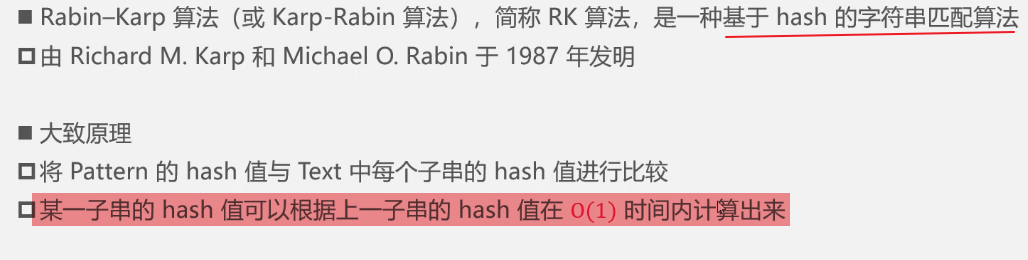 ■ Rabin–Karp 算法（或 Karp-Rabin 算法），简称 RK 算法，是一种基于 hash 的字符串匹配算法
□ 由 Richard M. Karp 和 Michael O. Rabin 于 1987 年发明
■ 大致原理
□ 将 Pattern 的 hash 值与 Text 中每个子串的 hash 值进行比较
□ 某一子串的 hash 值可以根据上一子串的 hash 值在 O(1) 时间内计算出来